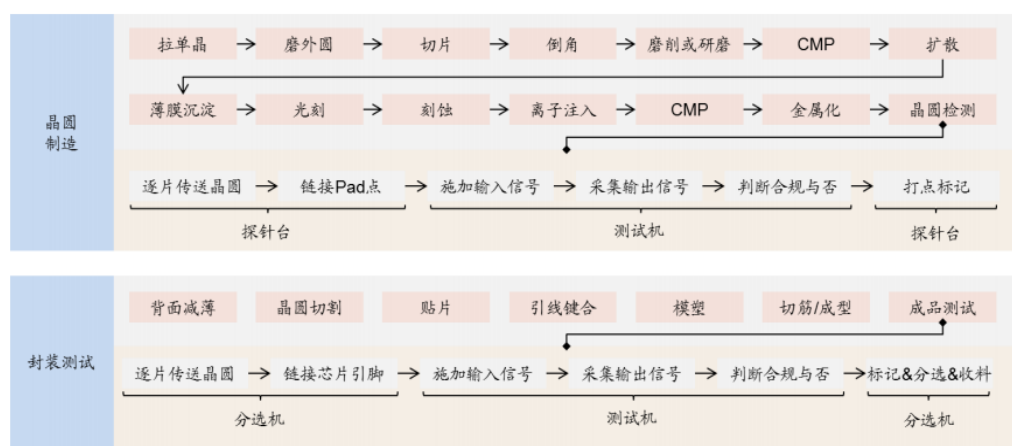 拉单晶 磨外圆 切片 倒角 磨削或研磨 CMP 扩散
薄膜沉淀 光刻 刻蚀 离子注入 CMP 金属化 晶圆检测
晶圆
制造
逐片传送晶圆 链接Pad点 施加输入信号 采集输出信号 判断合规与否 打点标记
探针台 测试机 探针台
背面减薄 晶圆切割 贴片 引线键合 模塑 切筋/成型 成品测试
封装测试
逐片传送晶圆 链接芯片引脚 施加输入信号 采集输出信号 判断合规与否 标记&分选&收料
分选机 测试机 分选机